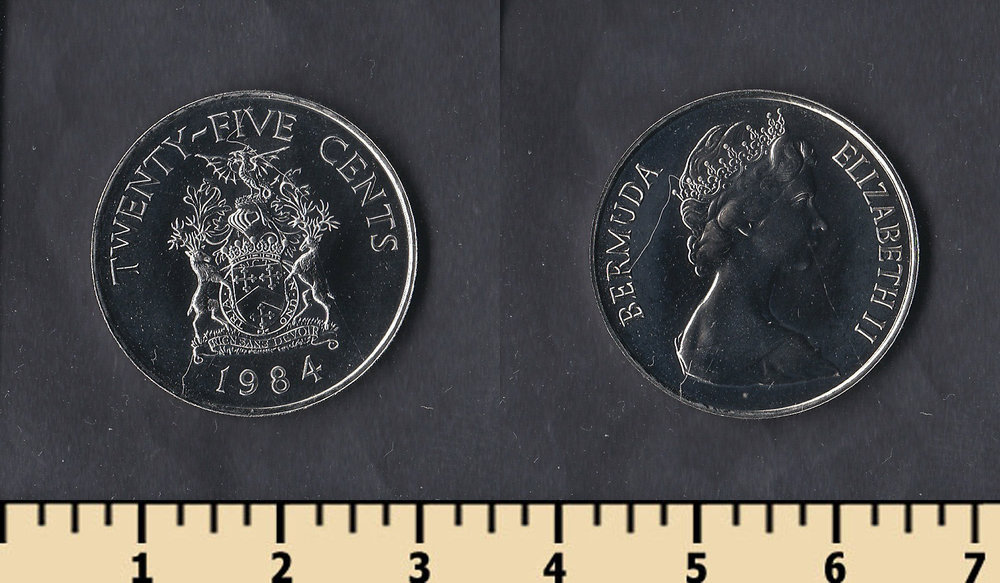 TWENTY-FIVE CENTS
1984
BERMUDA
ELIZABETH II
1 2 3 4 5 6 7